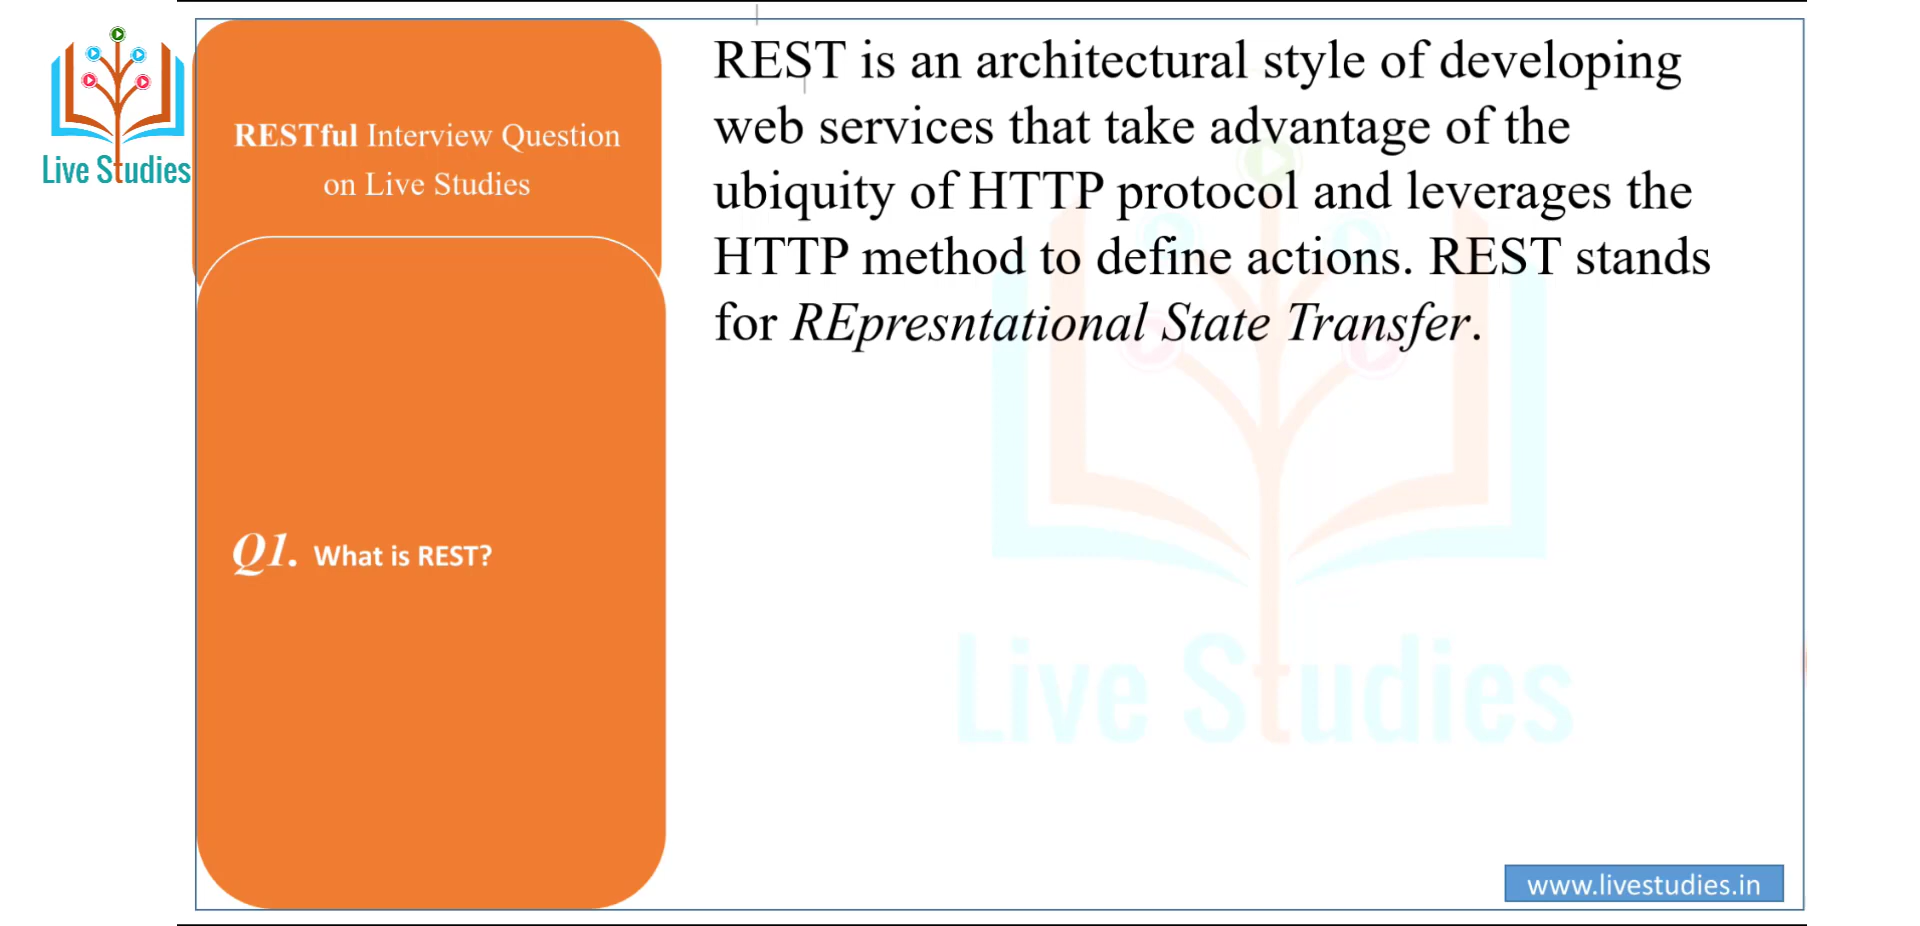 Live Studies
RESTful Interview Question
on Live Studies
Q1. What is REST?
REST is an architectural style of developing
web services that take advantage of the
ubiquity of HTTP protocol and leverages the
HTTP method to define actions. REST stands
for REpresntational State Transfer.
Live Studies
www.livestudies.in